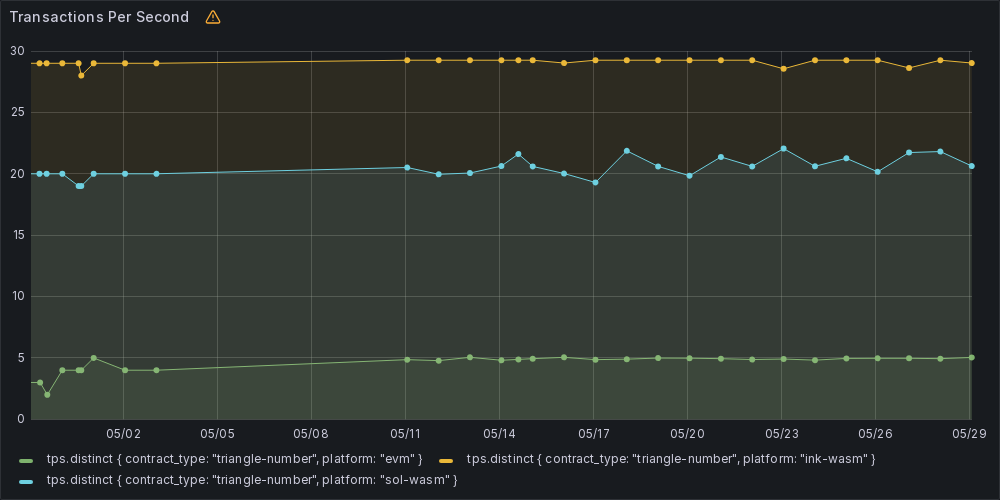 Transactions Per Second
30
25
20
15
10
5
0
05/02 05/05 05/08 05/11 05/14 05/17 05/20 05/23 05/26 05/29
tps.distinct { contract_type: "triangle-number", platform: "evm" } tps.distinct { contract_type: "triangle-number", platform: "ink-wasm" }
tps.distinct { contract_type: "triangle-number", platform: "sol-wasm" }